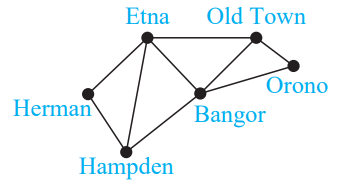 Etna Old Town
Orono
Herman
Bangor
Hampden